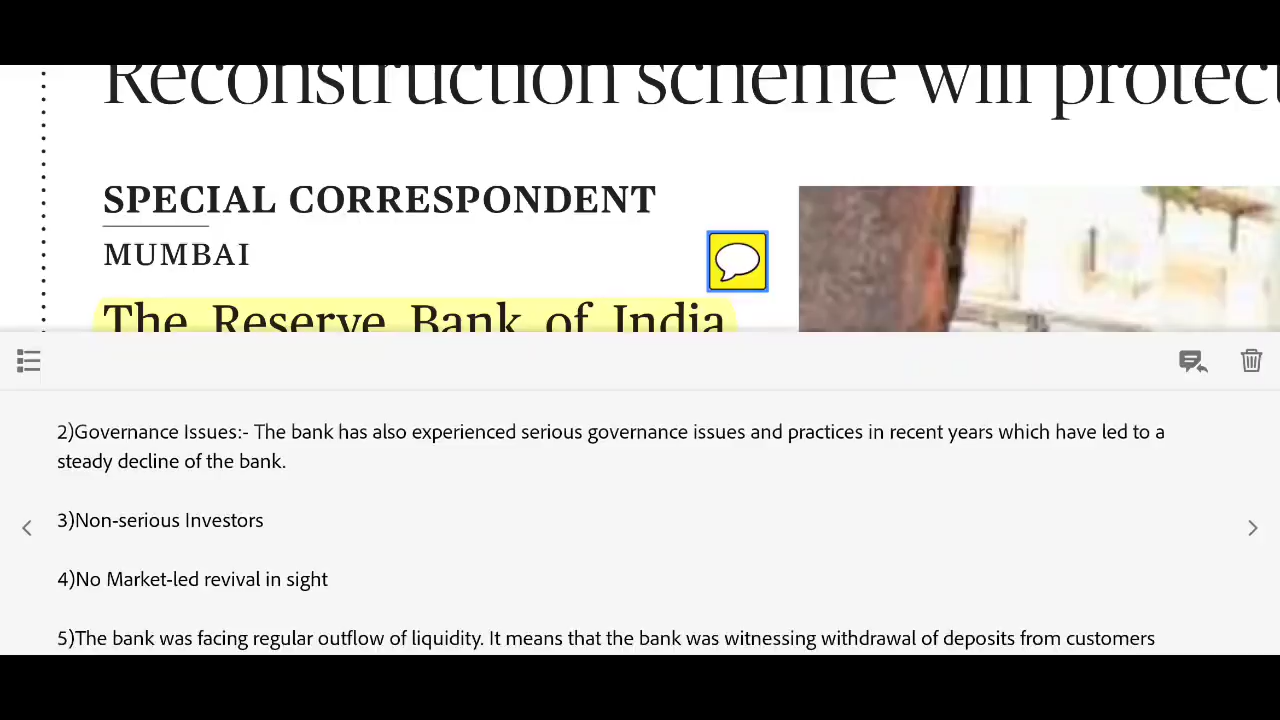 Reconstruction scheme will protect
SPECIAL CORRESPONDENT
MUMBAI
The Reserve Bank of India
2)Governance Issues:- The bank has also experienced serious governance issues and practices in recent years which have led to a
steady decline of the bank.
3)Non-serious Investors
4)No Market-led revival in sight
5)The bank was facing regular outflow of liquidity. It means that the bank was witnessing withdrawal of deposits from customers